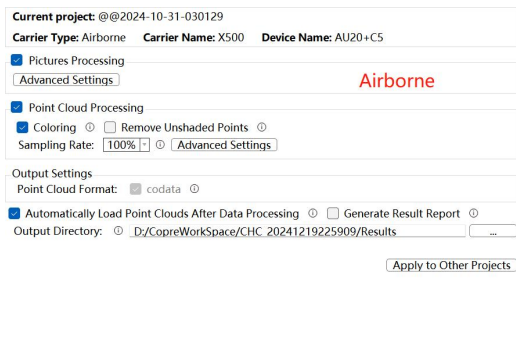 Current project: @@2024-10-31-030129
Carrier Type: Airborne Carrier Name: X500 Device Name: AU20+C5
Pictures Processing
Advanced Settings
Airborne
Point Cloud Processing
Coloring Remove Unshaded Points
Sampling Rate: 100% Advanced Settings
Output Settings
Point Cloud Format: codata
Automatically Load Point Clouds After Data Processing Generate Result Report
Output Directory: D:/CopreWorkSpace/CHC_20241219225909/Results ...
Apply to Other Projects